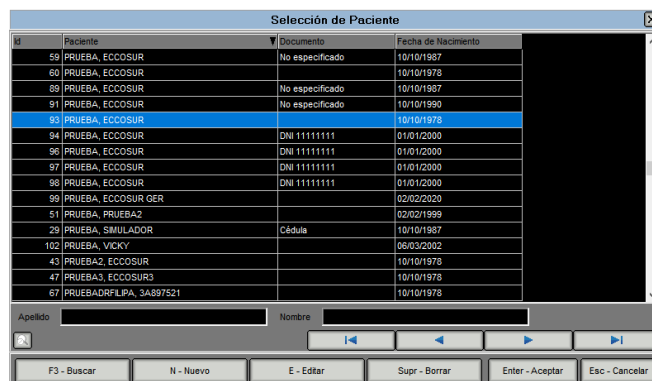 Selección de Paciente
Id Paciente Documento Fecha de Nacimiento
59 PRUEBA, ECCOSUR No especificado 10/10/1987
60 PRUEBA, ECCOSUR 10/10/1978
89 PRUEBA, ECCOSUR No especificado 10/10/1987
91 PRUEBA, ECCOSUR No especificado 10/10/1990
93 PRUEBA, ECCOSUR 10/10/1978
94 PRUEBA, ECCOSUR DNI 11111111 01/01/2000
96 PRUEBA, ECCOSUR DNI 11111111 01/01/2000
97 PRUEBA, ECCOSUR DNI 11111111 01/01/2000
98 PRUEBA, ECCOSUR DNI 11111111 01/01/2000
99 PRUEBA, ECCOSUR GER 02/02/2020
51 PRUEBA, PRUEBA2 02/02/1999
29 PRUEBA, SIMULADOR Cédula 10/10/1987
102 PRUEBA, VICKY 06/03/2002
43 PRUEBA2, ECCOSUR 10/10/1978
47 PRUEBA3, ECCOSUR3 10/10/1978
67 PRUEBADRFILIPA, 3A897521 10/10/1978
Apellido Nombre
F3 - Buscar N - Nuevo E - Editar Supr - Borrar Enter - Aceptar Esc - Cancelar